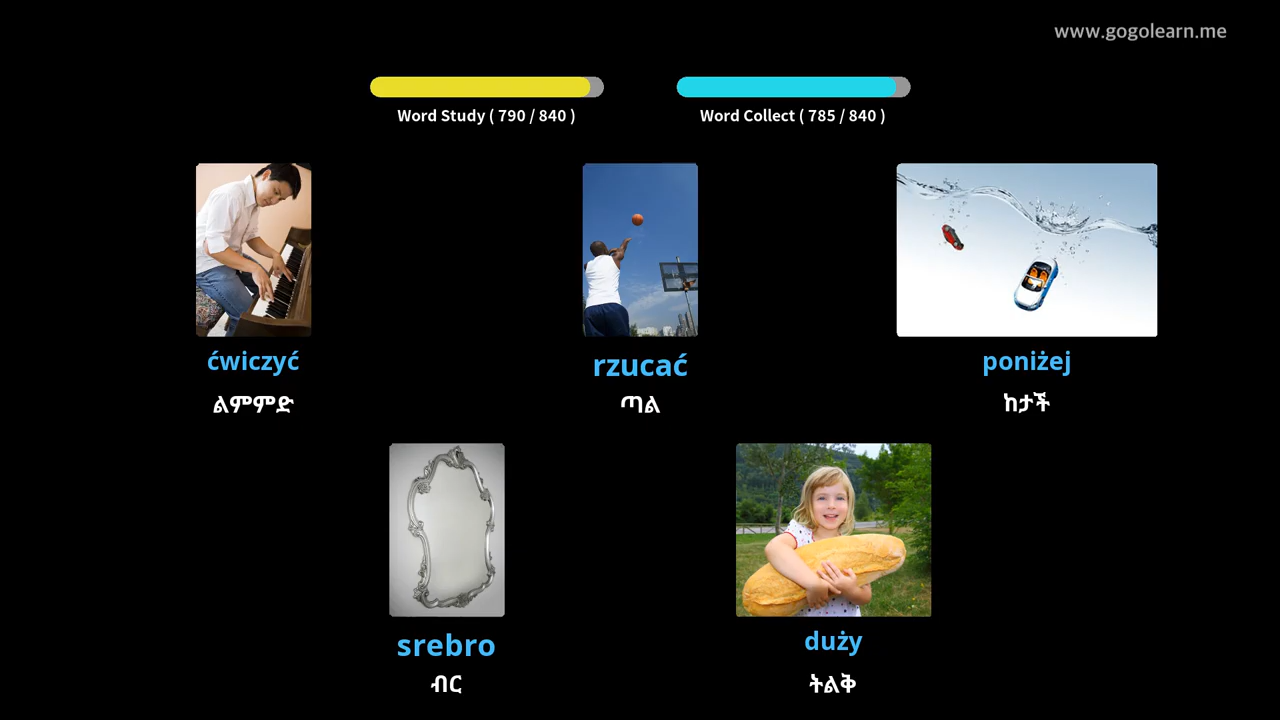 www.gogolearn.me
Word Study ( 790 / 840 )
Word Collect ( 785 / 840 )
ćwiczyć
ልምምድ
rzucać
ጣል
poniżej
ከታች
srebro
ብር
duży
ትልቅ